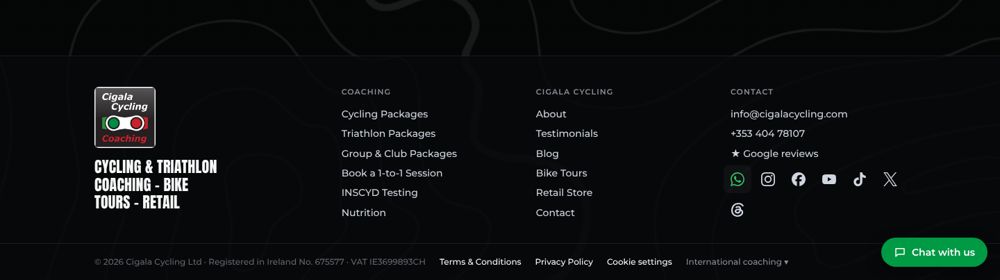 Cigala
Cycling
Coaching
CYCLING & TRIATHLON
COACHING - BIKE
TOURS - RETAIL
COACHING
Cycling Packages
Triathlon Packages
Group & Club Packages
Book a 1-to-1 Session
INSCYD Testing
Nutrition
CIGALA CYCLING
About
Testimonials
Blog
Bike Tours
Retail Store
Contact
CONTACT
info@cigalacycling.com
+353 404 78107
★ Google reviews
© 2026 Cigala Cycling Ltd · Registered in Ireland No. 675577 · VAT IE3699893CH Terms & Conditions Privacy Policy Cookie settings International coaching ▾
Chat with us